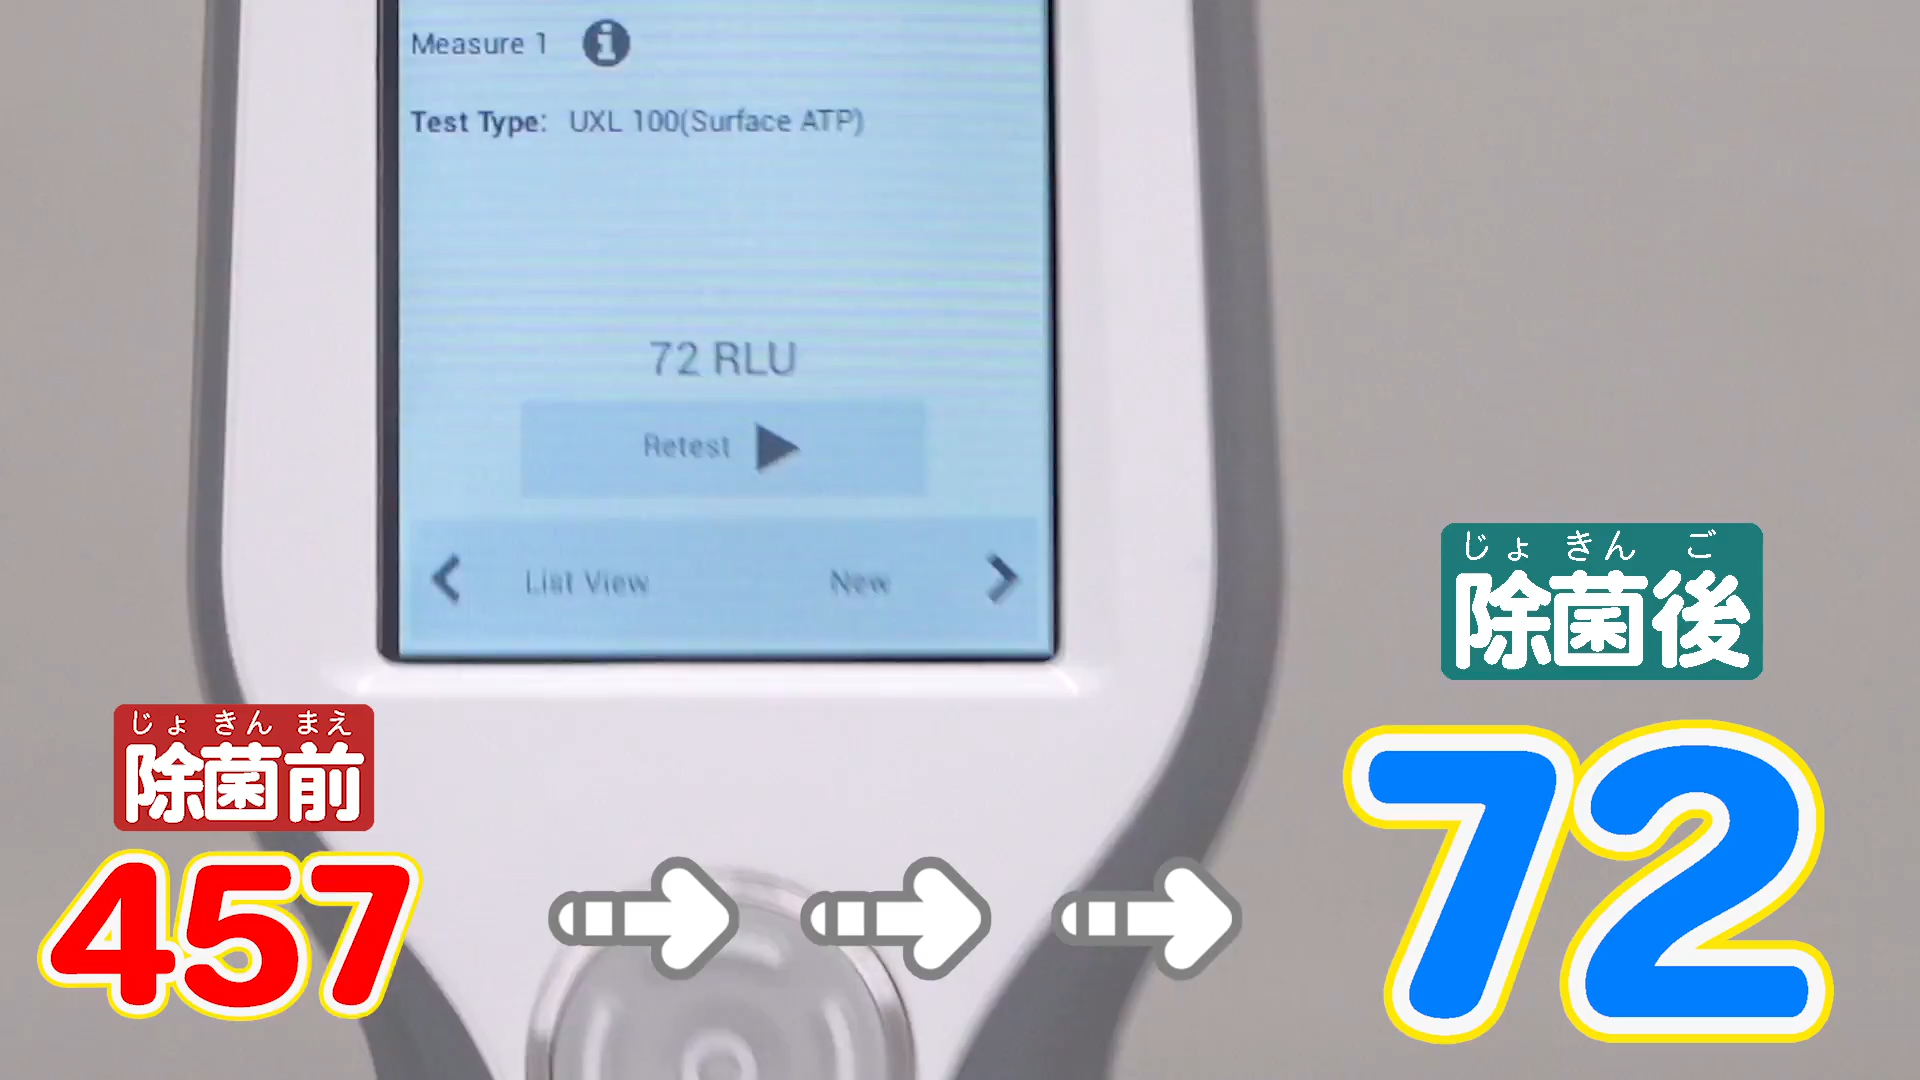 Measure 1
Test Type: UXL 100(Surface ATP)
72 RLU
Retest
List View New
じょ きん まえ
除菌前
457
じょ きん ご
除菌後
72